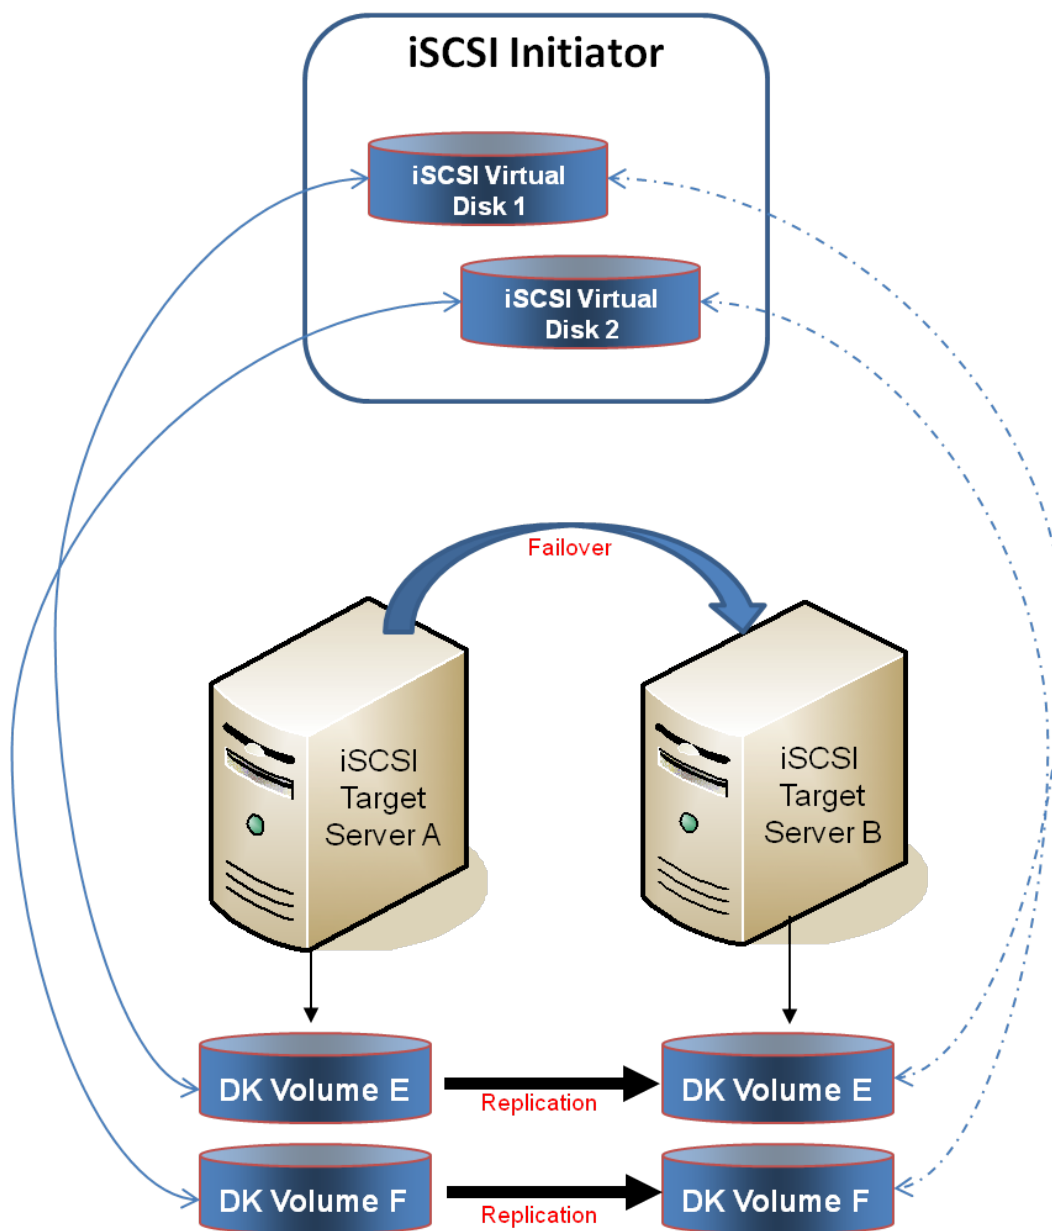 iSCSI Initiator
iSCSI Virtual
Disk 1
iSCSI Virtual
Disk 2
Failover
iSCSI
Target
Server A
iSCSI
Target
Server B
DK Volume E
Replication
DK Volume E
DK Volume F
Replication
DK Volume F